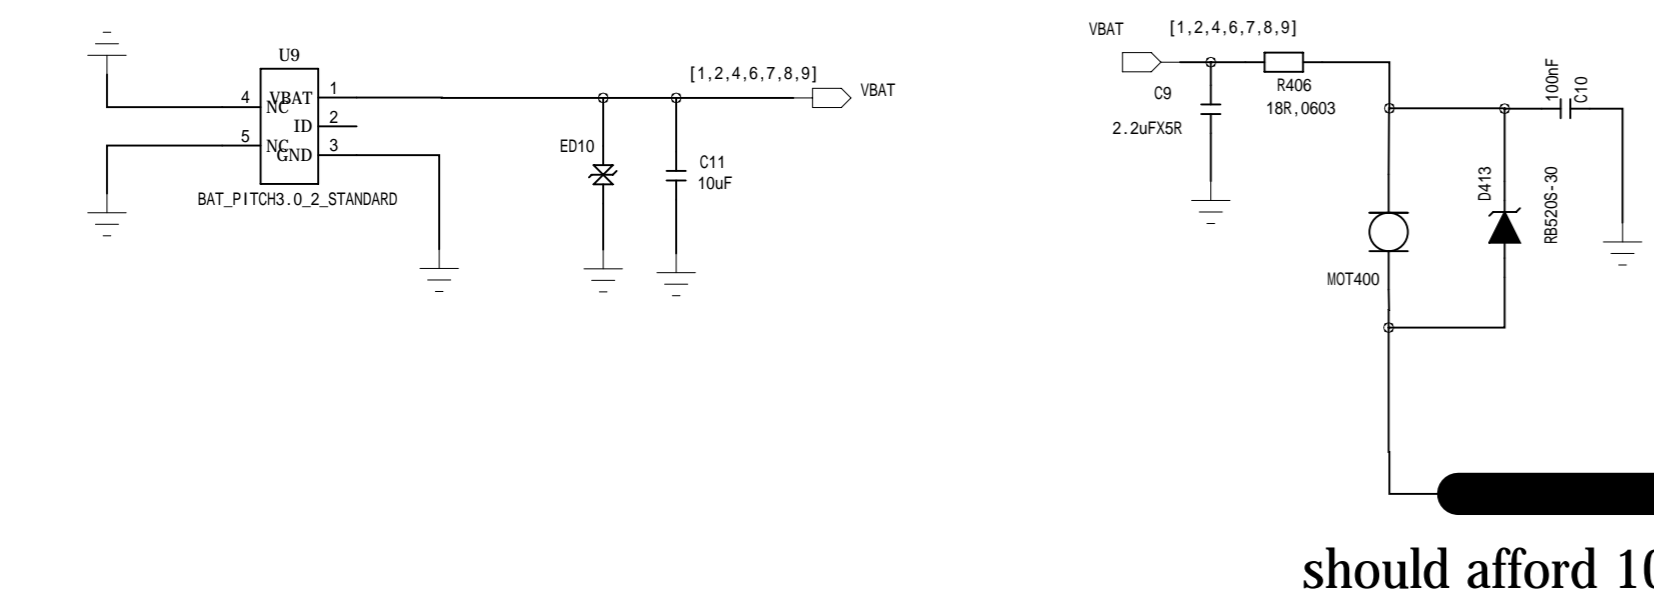 U9
4
NC
VBAT
1
ID
2
5
NC
GND
3
BAT_PITCH3.0_2_STANDARD
[1,2,4,6,7,8,9]
VBAT
ED10
C11
10uF
VBAT
[1,2,4,6,7,8,9]
C9
2.2uFX5R
R406
18R,0603
100nF
C10
D413
RB520S-30
MOT400
should afford 10